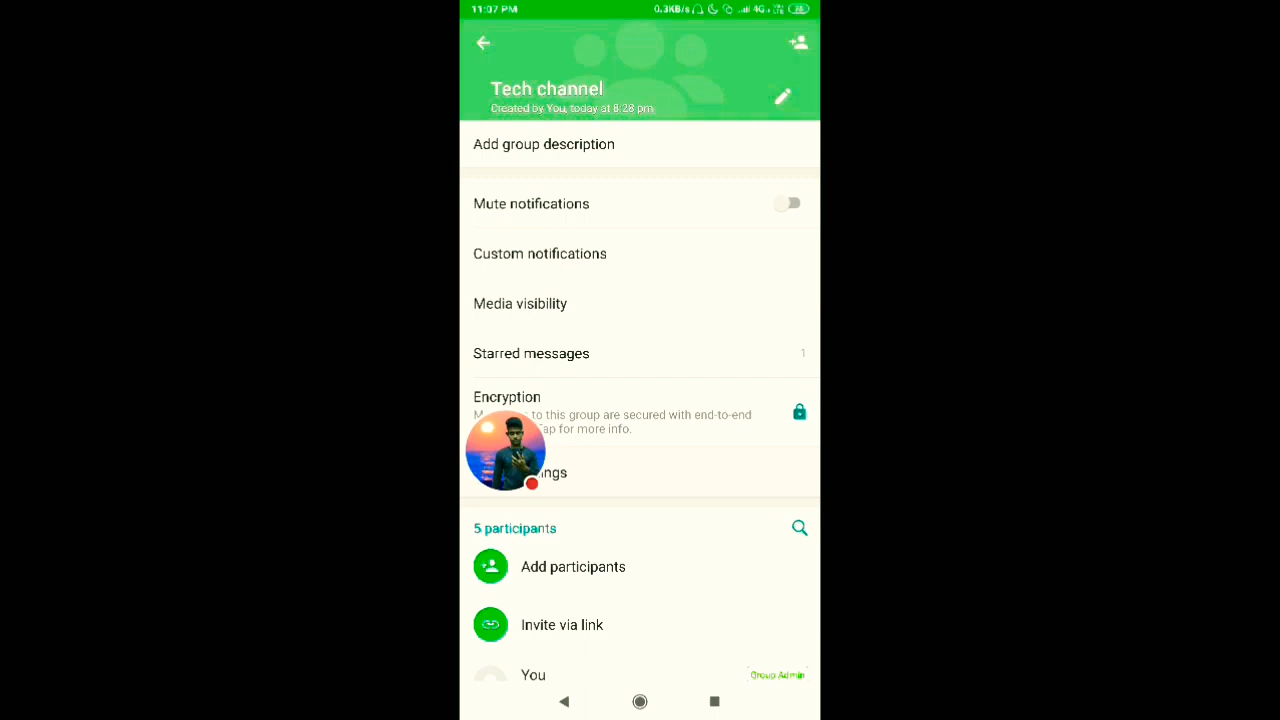 11:07 PM 0.3KB/s 4G
Tech channel
Created by You, today at 8:28 pm
Add group description
Mute notifications
Custom notifications
Media visibility
Starred messages 1
Encryption
to this group are secured with end-to-end
Tap for more info.
ngs
5 participants
Add participants
Invite via link
You Group Admin